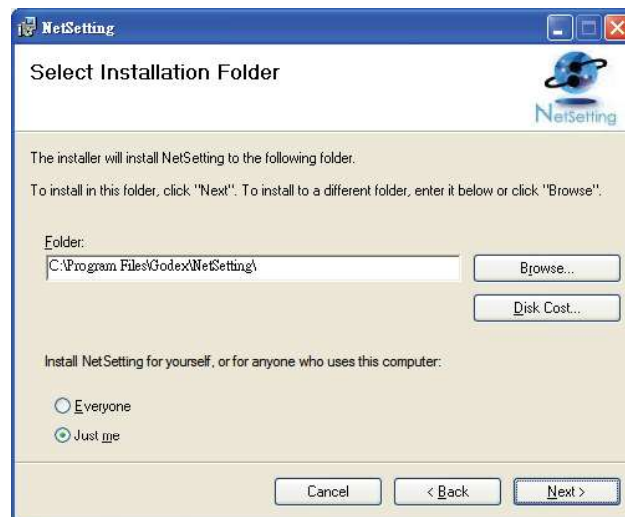 NetSetting
Select Installation Folder
NetSetting
The installer will install NetSetting to the following folder.
To install in this folder, click "Next". To install to a different folder, enter it below or click "Browse".
Folder:
C:\Program Files\Godex\NetSetting\
Browse...
Disk Cost...
Install NetSetting for yourself, or for anyone who uses this computer:
Everyone
Just me
Cancel
< Back
Next >